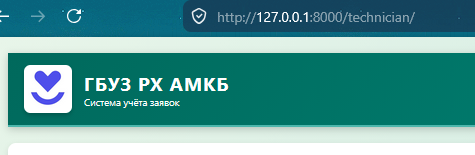 http://127.0.0.1:8000/technician/
ГБУЗ РХ АМКБ
Система учёта заявок